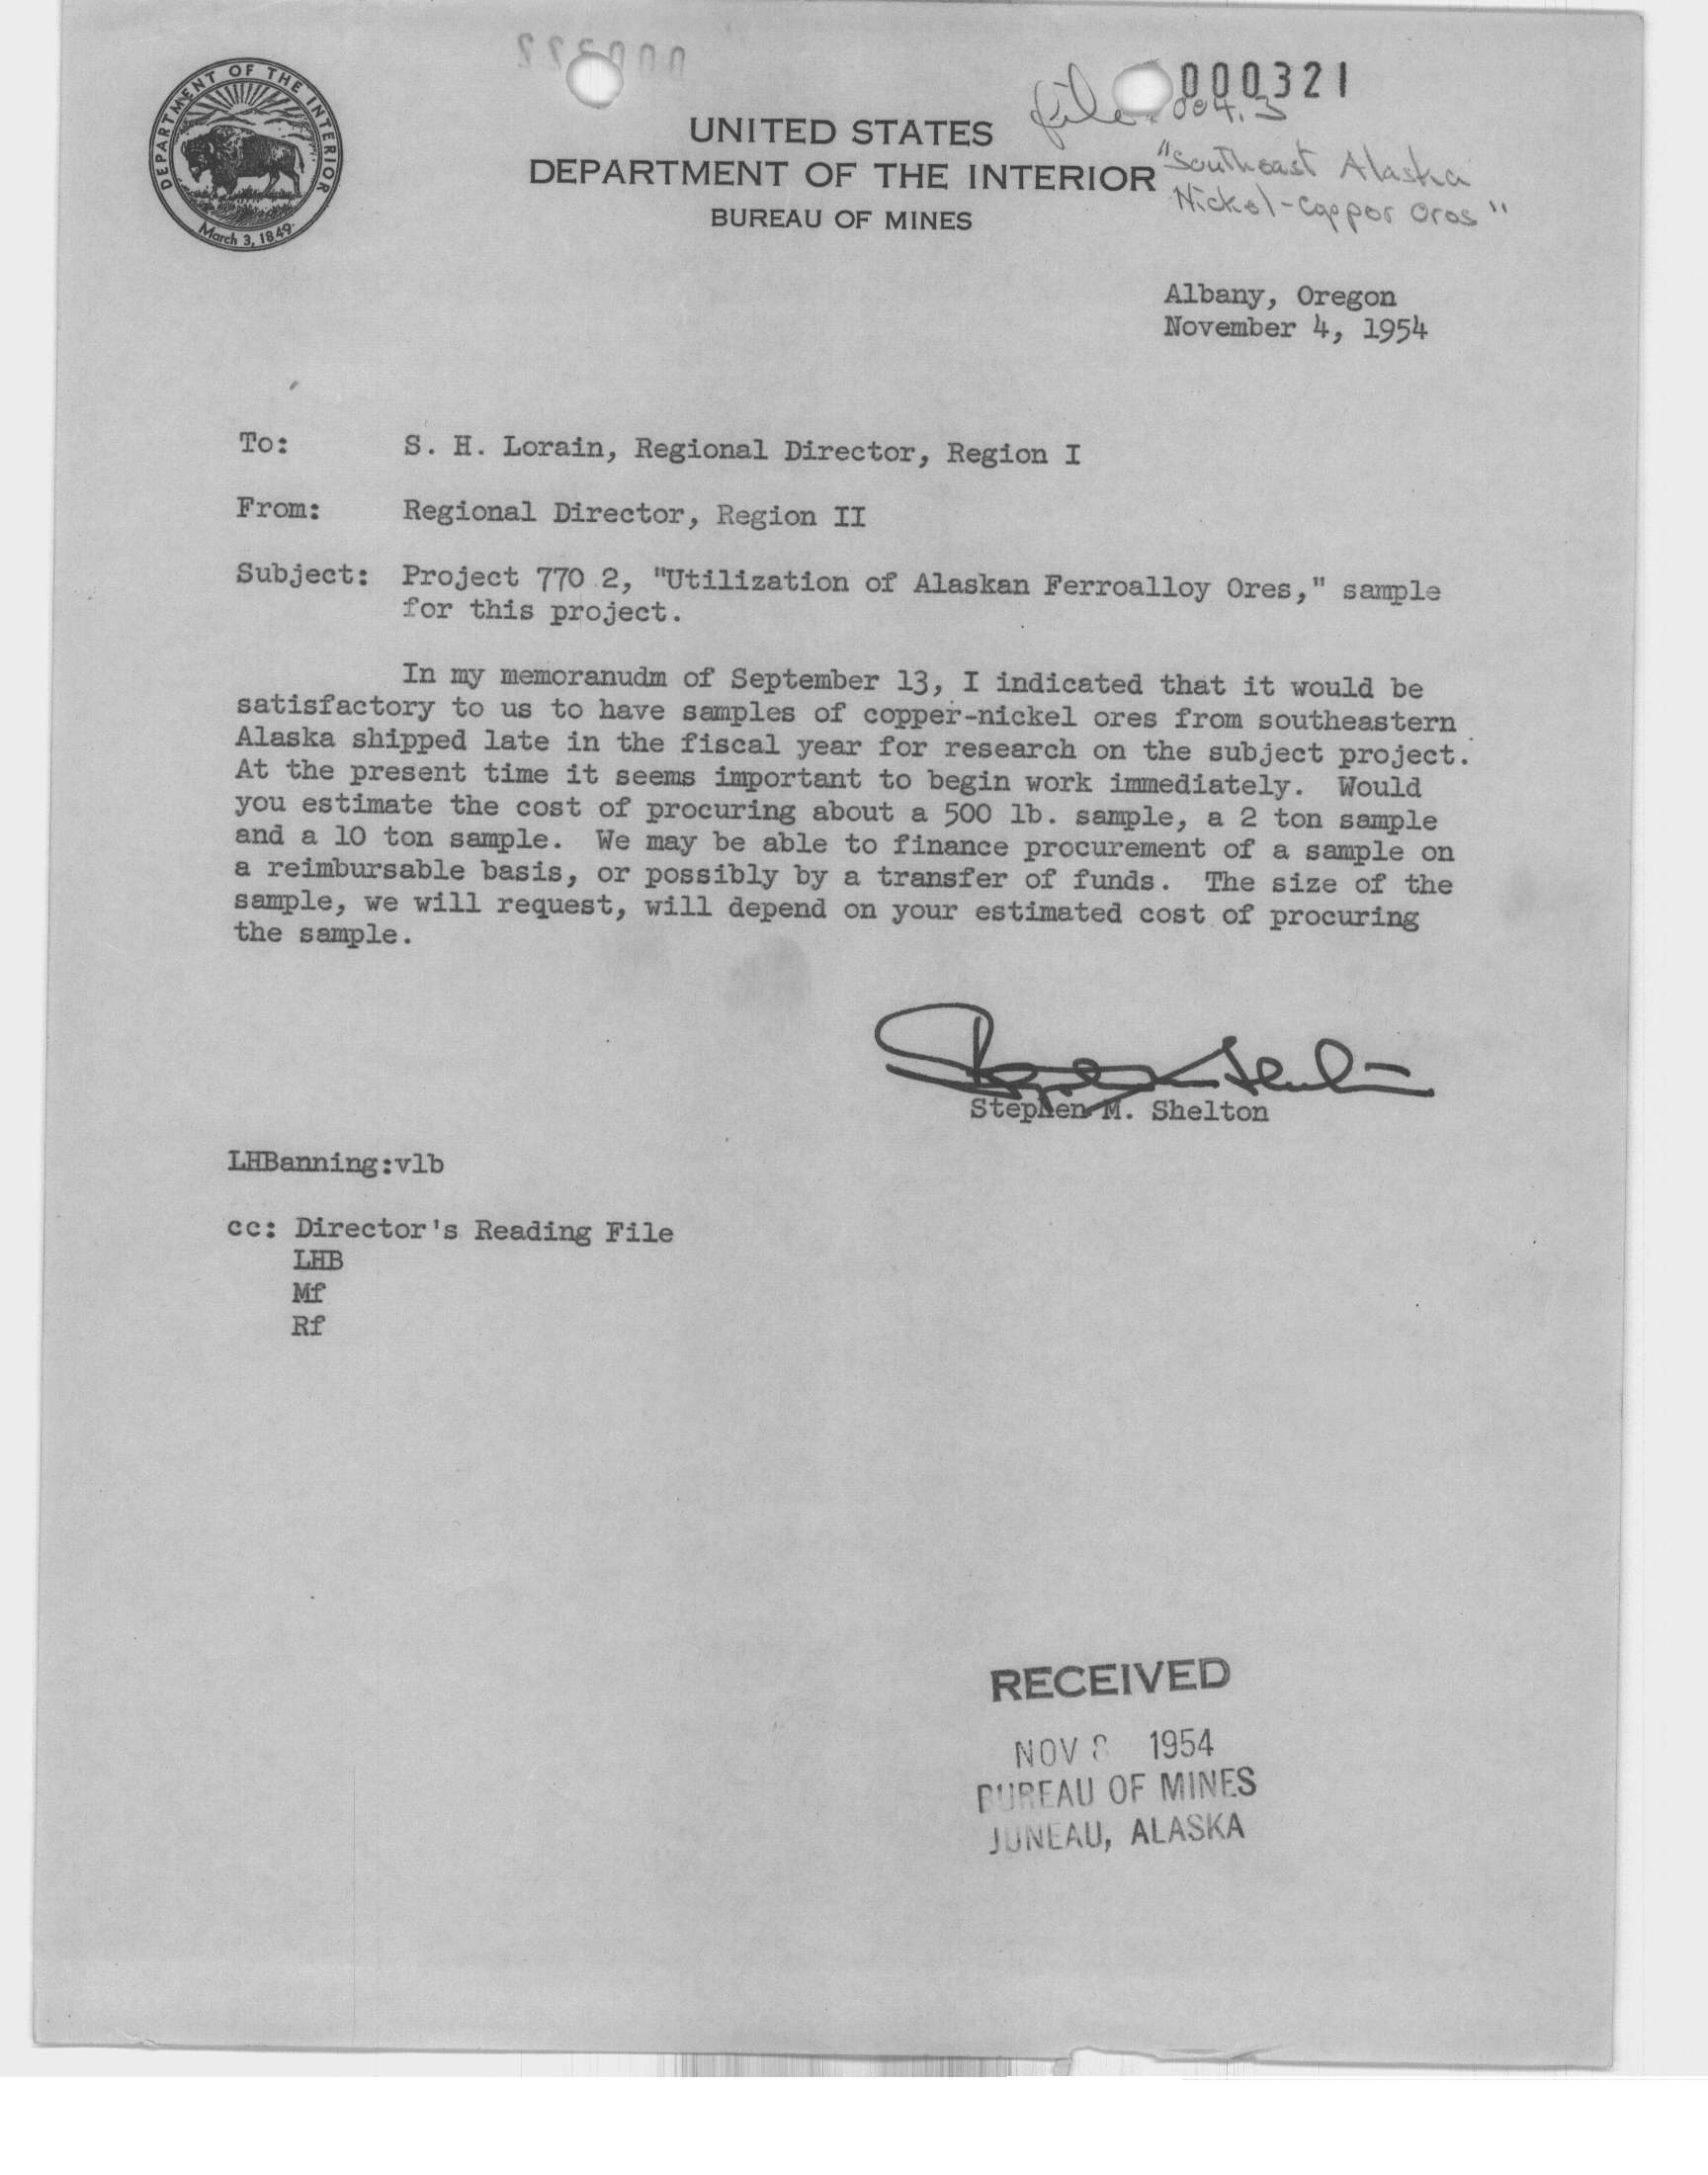 DEPARTMENT OF THE INTERIOR
March 3, 1849
000322
000321
file 004.3
UNITED STATES
DEPARTMENT OF THE INTERIOR
BUREAU OF MINES
"Southeast Alaska
Nickel-Copper Ores"
Albany, Oregon
November 4, 1954
To: S. H. Lorain, Regional Director, Region I
From: Regional Director, Region II
Subject: Project 770 2, "Utilization of Alaskan Ferroalloy Ores," sample
for this project.
In my memoranudm of September 13, I indicated that it would be
satisfactory to us to have samples of copper-nickel ores from southeastern
Alaska shipped late in the fiscal year for research on the subject project.
At the present time it seems important to begin work immediately. Would
you estimate the cost of procuring about a 500 lb. sample, a 2 ton sample
and a 10 ton sample. We may be able to finance procurement of a sample on
a reimbursable basis, or possibly by a transfer of funds. The size of the
sample, we will request, will depend on your estimated cost of procuring
the sample.
Stephen M. Shelton
LHBanning:vlb
cc: Director's Reading File
LHB
Mf
Rf
RECEIVED
NOV 8 1954
BUREAU OF MINES
JUNEAU, ALASKA